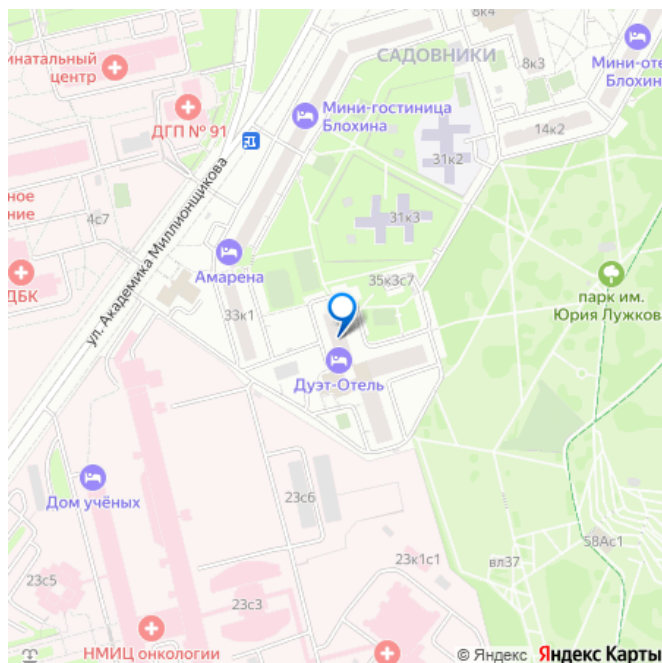 8к4
САДОВНИКИ
инатальный
центр
8к3
Мини-оте
Блохин
ДГП № 91
Мини-гостиница
Блохина
14к2
31к2
ул. Академика Миллионщикова
ное
ние
4с7
31к3
ДБК
Амарена
35к3с7
парк им.
Юрия Лужкова
33к1
Дуэт-Отель
Дом учёных
23с6
58Ас1
23к1с1
вл37
23с5
23с3
НМИЦ онкологии
© Яндекс Яндекс Карты